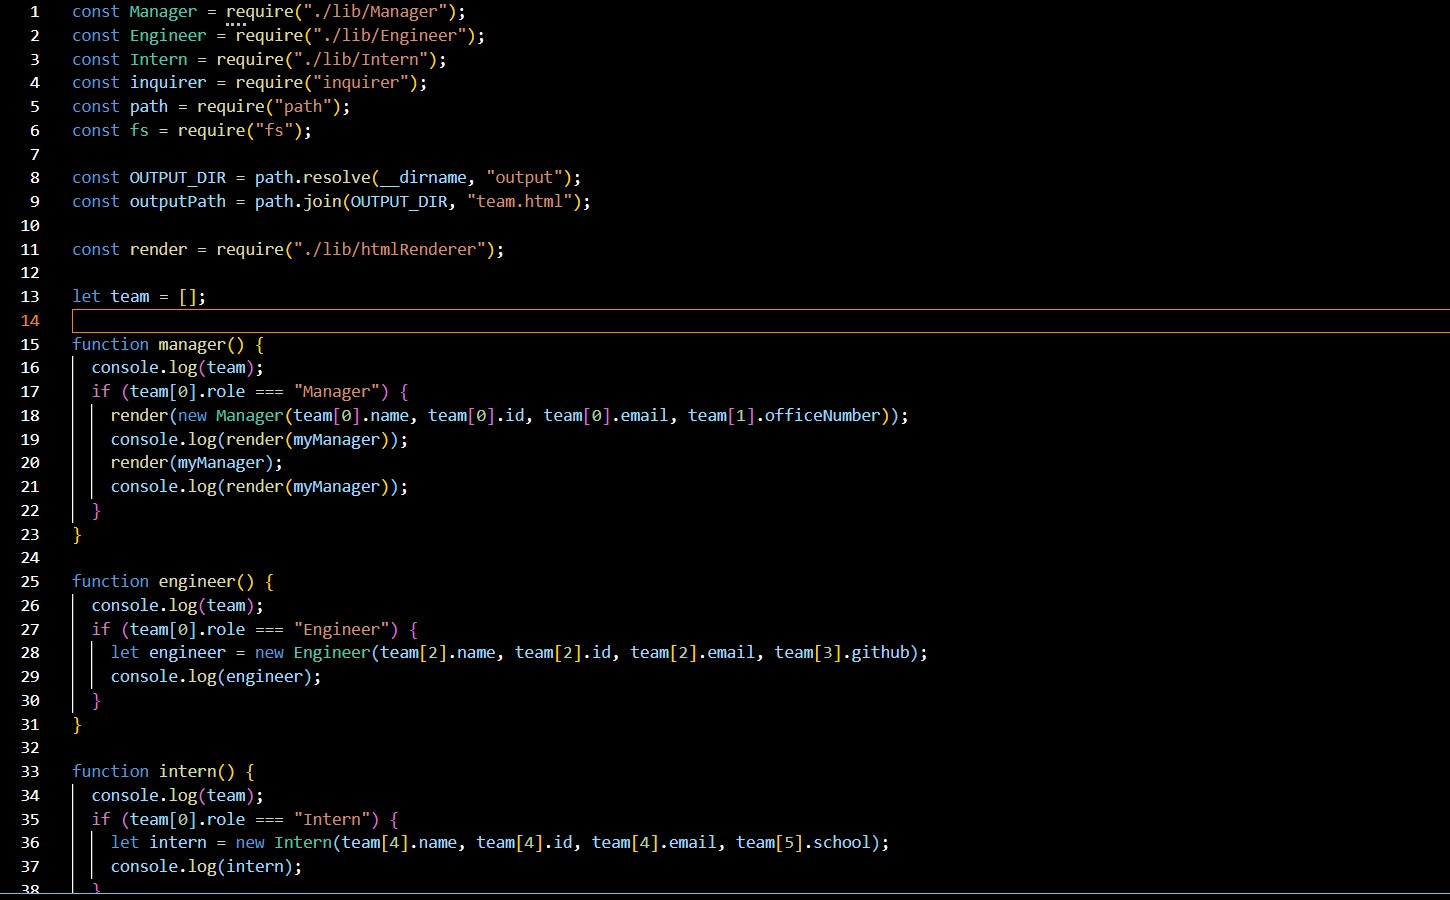 1 const Manager = require("./lib/Manager");
2 const Engineer = require("./lib/Engineer");
3 const Intern = require("./lib/Intern");
4 const inquirer = require("inquirer");
5 const path = require("path");
6 const fs = require("fs");
7
8 const OUTPUT_DIR = path.resolve(__dirname, "output");
9 const outputPath = path.join(OUTPUT_DIR, "team.html");
10
11 const render = require("./lib/htmlRenderer");
12
13 let team = [];
14
15 function manager() {
16   console.log(team);
17   if (team[0].role === "Manager") {
18     render(new Manager(team[0].name, team[0].id, team[0].email, team[1].officeNumber));
19     console.log(render(myManager));
20     render(myManager);
21     console.log(render(myManager));
22   }
23 }
24
25 function engineer() {
26   console.log(team);
27   if (team[0].role === "Engineer") {
28     let engineer = new Engineer(team[2].name, team[2].id, team[2].email, team[3].github);
29     console.log(engineer);
30   }
31 }
32
33 function intern() {
34   console.log(team);
35   if (team[0].role === "Intern") {
36     let intern = new Intern(team[4].name, team[4].id, team[4].email, team[5].school);
37     console.log(intern);
38   }